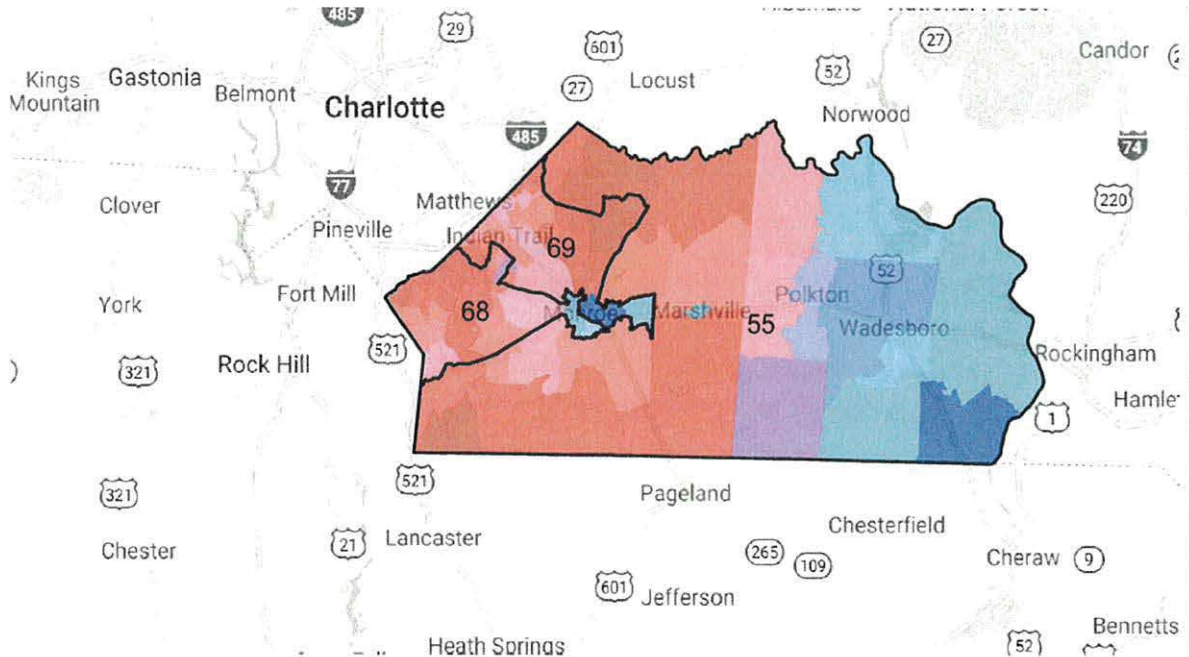 485
29
601
27
27
Candor
Kings
Mountain
Gastonia
Belmont
Charlotte
Locust
52
Norwood
485
74
77
220
Clover
Matthews
Pineville
Indian Trail
69
52
Fort Mill
York
68
Marshville
Polkton
55
Wadesboro
521
321
Rock Hill
Rockingham
Hamlet
1
321
521
Pageland
Chesterfield
Chester
21
Lancaster
265
109
Cheraw
9
601
Jefferson
Bennetts
Heath Springs
52